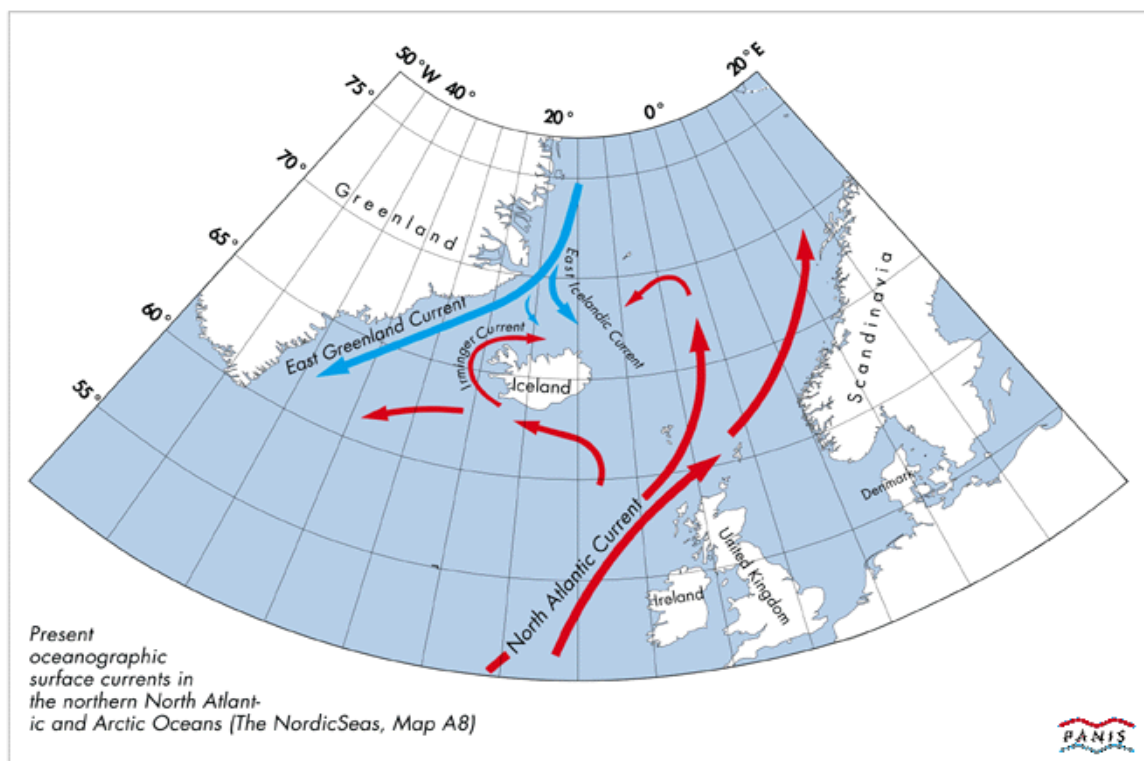 50°W
40°
20°
0°
20°E
75°
70°
65°
60°
55°
Greenland
East Greenland Current
East Icelandic Current
Irminger Current
Iceland
Scandinavia
North Atlantic Current
Denmark
United Kingdom
Ireland
Present
oceanographic
surface currents in
the northern North Atlant-
ic and Arctic Oceans (The NordicSeas, Map A8)
PANIS